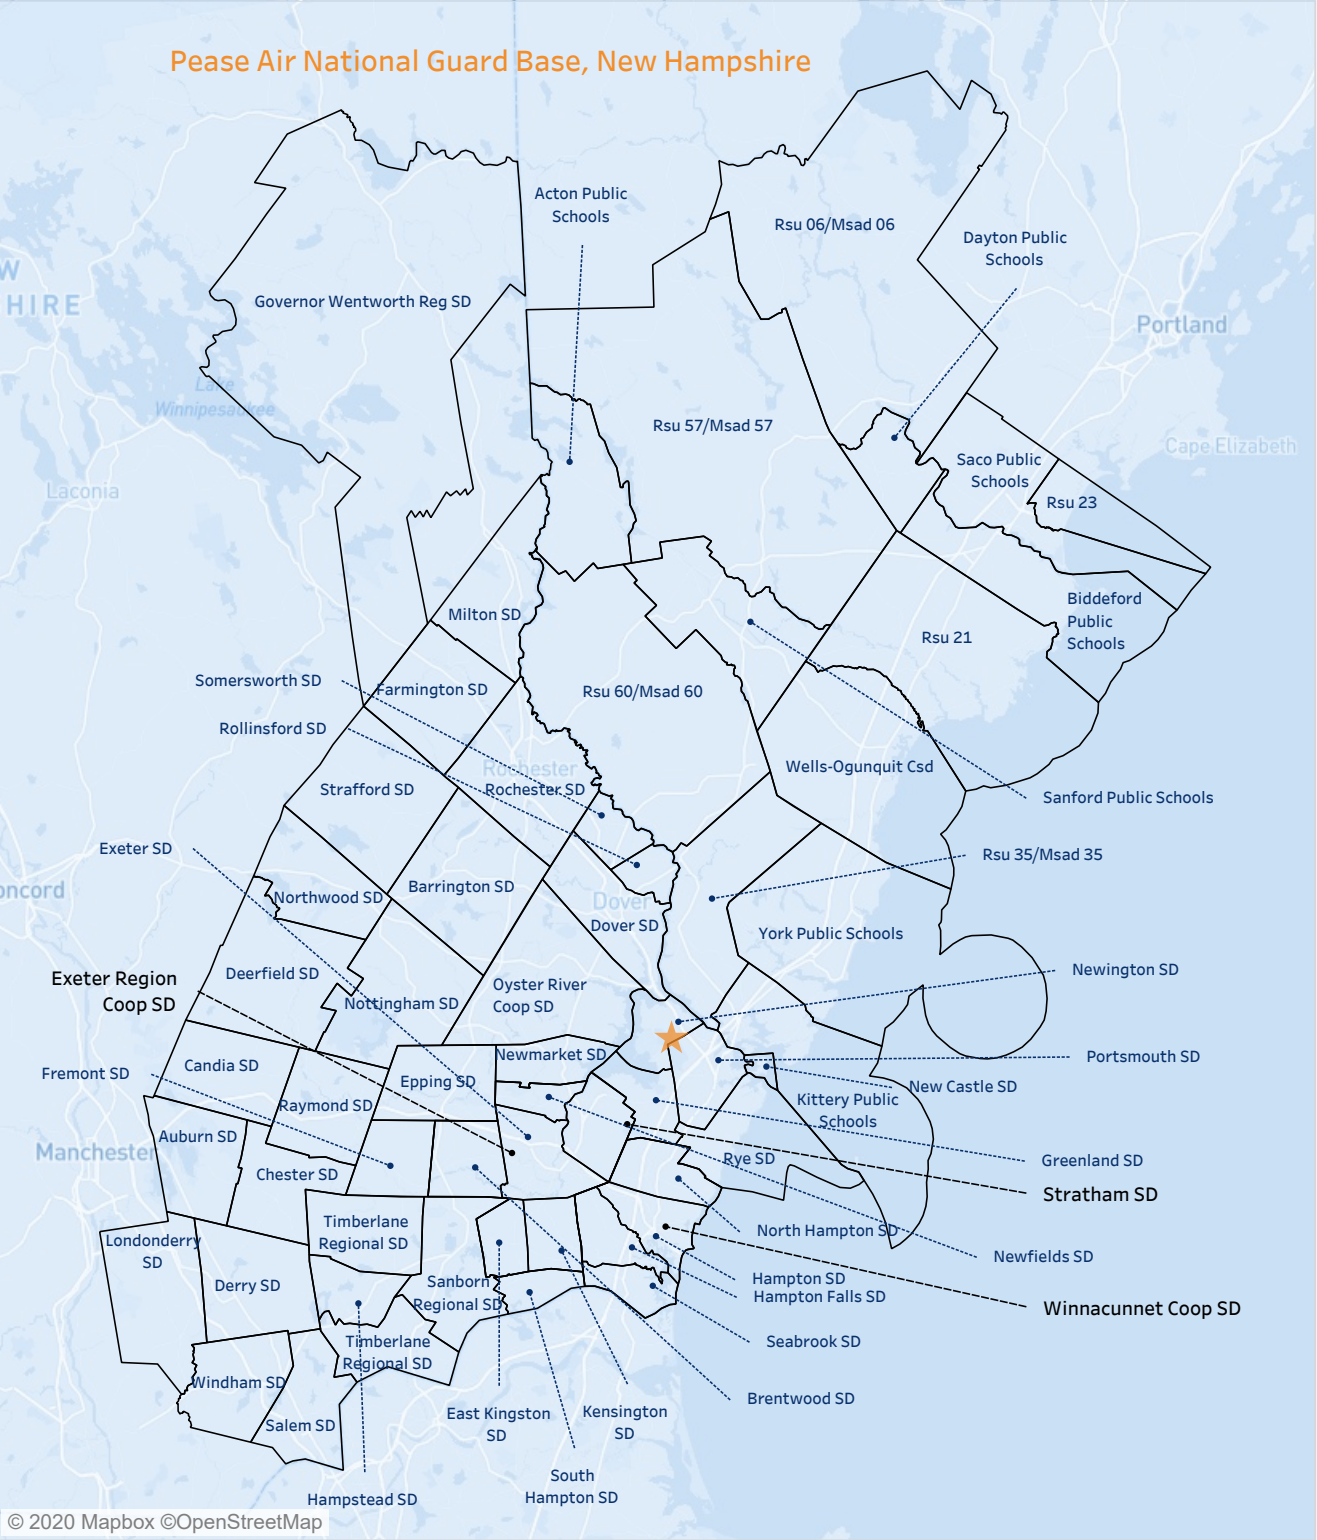 Pease Air National Guard Base, New Hampshire
Acton Public
Schools
Rsu 06/Msad 06
Dayton Public
Schools
W
HIRE
Governor Wentworth Reg SD
Portland
Lake
Winnipesaukee
Rsu 57/Msad 57
Cape Elizabeth
Saco Public
Schools
Laconia
Rsu 23
Milton SD
Biddeford
Public
Schools
Rsu 21
Somersworth SD
Farmington SD
Rsu 60/Msad 60
Rollinsford SD
Rochester
Wells-Ogunquit Csd
Strafford SD
Rochester SD
Sanford Public Schools
Exeter SD
Rsu 35/Msad 35
oncord
Barrington SD
Northwood SD
Dover
Dover SD
York Public Schools
Deerfield SD
Newington SD
Exeter Region
Coop SD
Oyster River
Coop SD
Nottingham SD
Newmarket SD
Portsmouth SD
Candia SD
Fremont SD
Epping SD
New Castle SD
Raymond SD
Kittery Public
Schools
Auburn SD
Manchester
Rye SD
Greenland SD
Chester SD
Stratham SD
Timberlane
Regional SD
North Hampton SD
Londonderry
SD
Newfields SD
Derry SD
Sanborn
Regional SD
Hampton SD
Hampton Falls SD
Winnacunnet Coop SD
Timberlane
Regional SD
Seabrook SD
Windham SD
Brentwood SD
Salem SD
East Kingston
SD
Kensington
SD
South
Hampton SD
Hampstead SD
© 2020 Mapbox ©OpenStreetMap